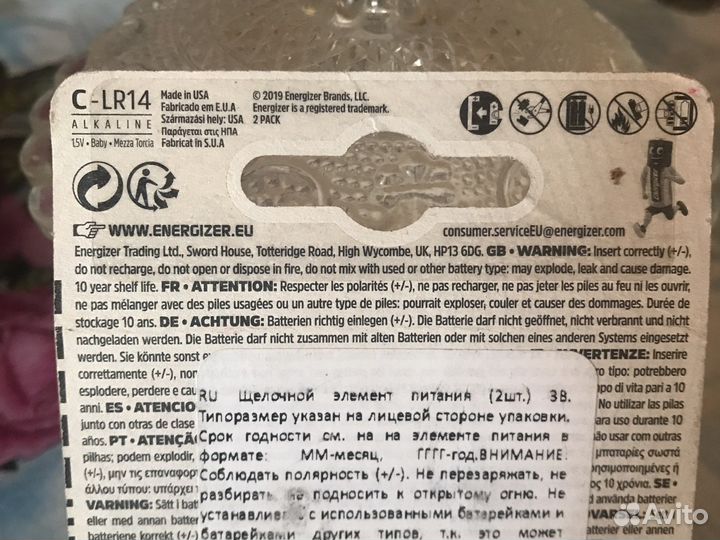 C-LR14
ALKALINE
1.5V • Baby • Mezza Torcia
Made in USA
Fabricado em E.U.A
Származási hely: USA
Παράγεται στις ΗΠΑ
Fabricat in S.U.A
© 2019 Energizer Brands, LLC.
Energizer is a registered trademark.
2 PACK
WWW.ENERGIZER.EU
consumer.serviceEU@energizer.com
Energizer Trading Ltd., Sword House, Totteridge Road, High Wycombe, UK, HP13 6DG. GB • WARNING: Insert correctly (+/-),
do not recharge, do not open or dispose in fire, do not mix with used or other battery type: may explode, leak and cause damage.
10 year shelf life. FR • ATTENTION: Respecter les polarités (+/-), ne pas recharger, ne pas jeter les piles au feu ni les ouvrir,
ne pas mélanger avec des piles usagées ou un autre type de piles: pourrait exploser, couler et causer des dommages. Durée de
stockage 10 ans. DE • ACHTUNG: Batterien richtig einlegen (+/-). Die Batterie darf nicht geöffnet, nicht verbrannt und nicht
nachgeladen werden. Die Batterie darf nicht zusammen mit alten Batterien oder mit solchen eines anderen Systems eingesetzt
werden. Sie könnte sonst VERTENZE: Inserire
correttamente (+/-), non ro tipo: potrebbero
esplodere, perdere e cau po di vita pari a 10
anni. ES • ATENCIO No utilizar las pilas
junto con otras de clase uso durante 10
años. PT • ATENÇÃ não usar com outras
pilhas; podem explodir, μπαταρίες σωστά
(+/-), μην τις επαναφορ ησιμοποιημένες ή
άλλου τύπου: υπάρχει 10 χρόνια. SE •
VARNING: Sätt i bat använda batterier
eller med annan batter
batteriene korrekt (+/-) batterier
RU Щелочной элемент питания (2шт.) 3В.
Типоразмер указан на лицевой стороне упаковки.
Срок годности см. на на элементе питания в
формате: ММ-месяц, ГГГГ-год.ВНИМАНИЕ:
Соблюдать полярность (+/-). Не перезаряжать, не
разбирать, не подносить к открытому огню. Не
устанавливать с использованными батарейками и
батарейками других типов, т.к. это может
Avito